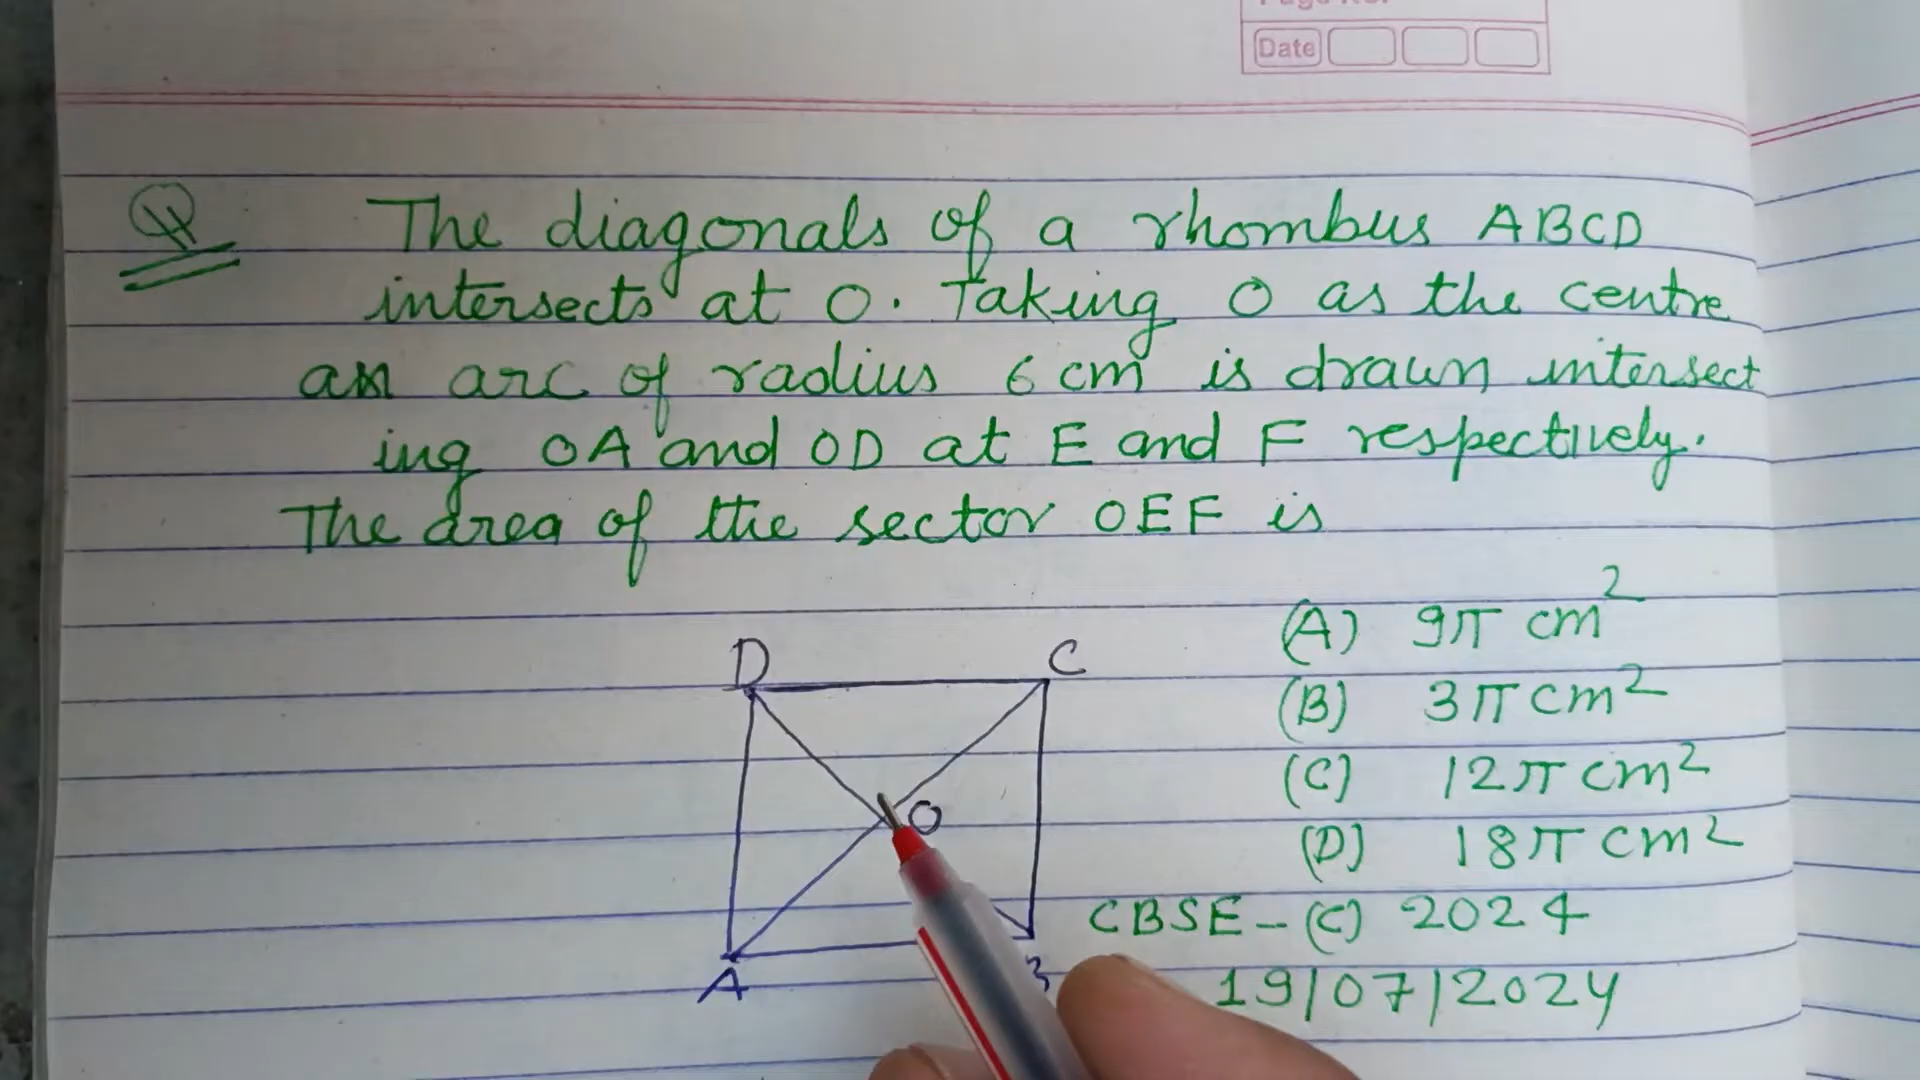 Date
Q The diagonals of a rhombus ABCD
intersects at O. Taking O as the centre
an arc of radius 6 cm is drawn intersect
ing OA and OD at E and F respectively.
The area of the sector OEF is
(A) 9π cm²
D C
(B) 3π cm²
(C) 12π cm²
O
(D) 18π cm²
CBSE - (C) 2024
A
19/07/2024